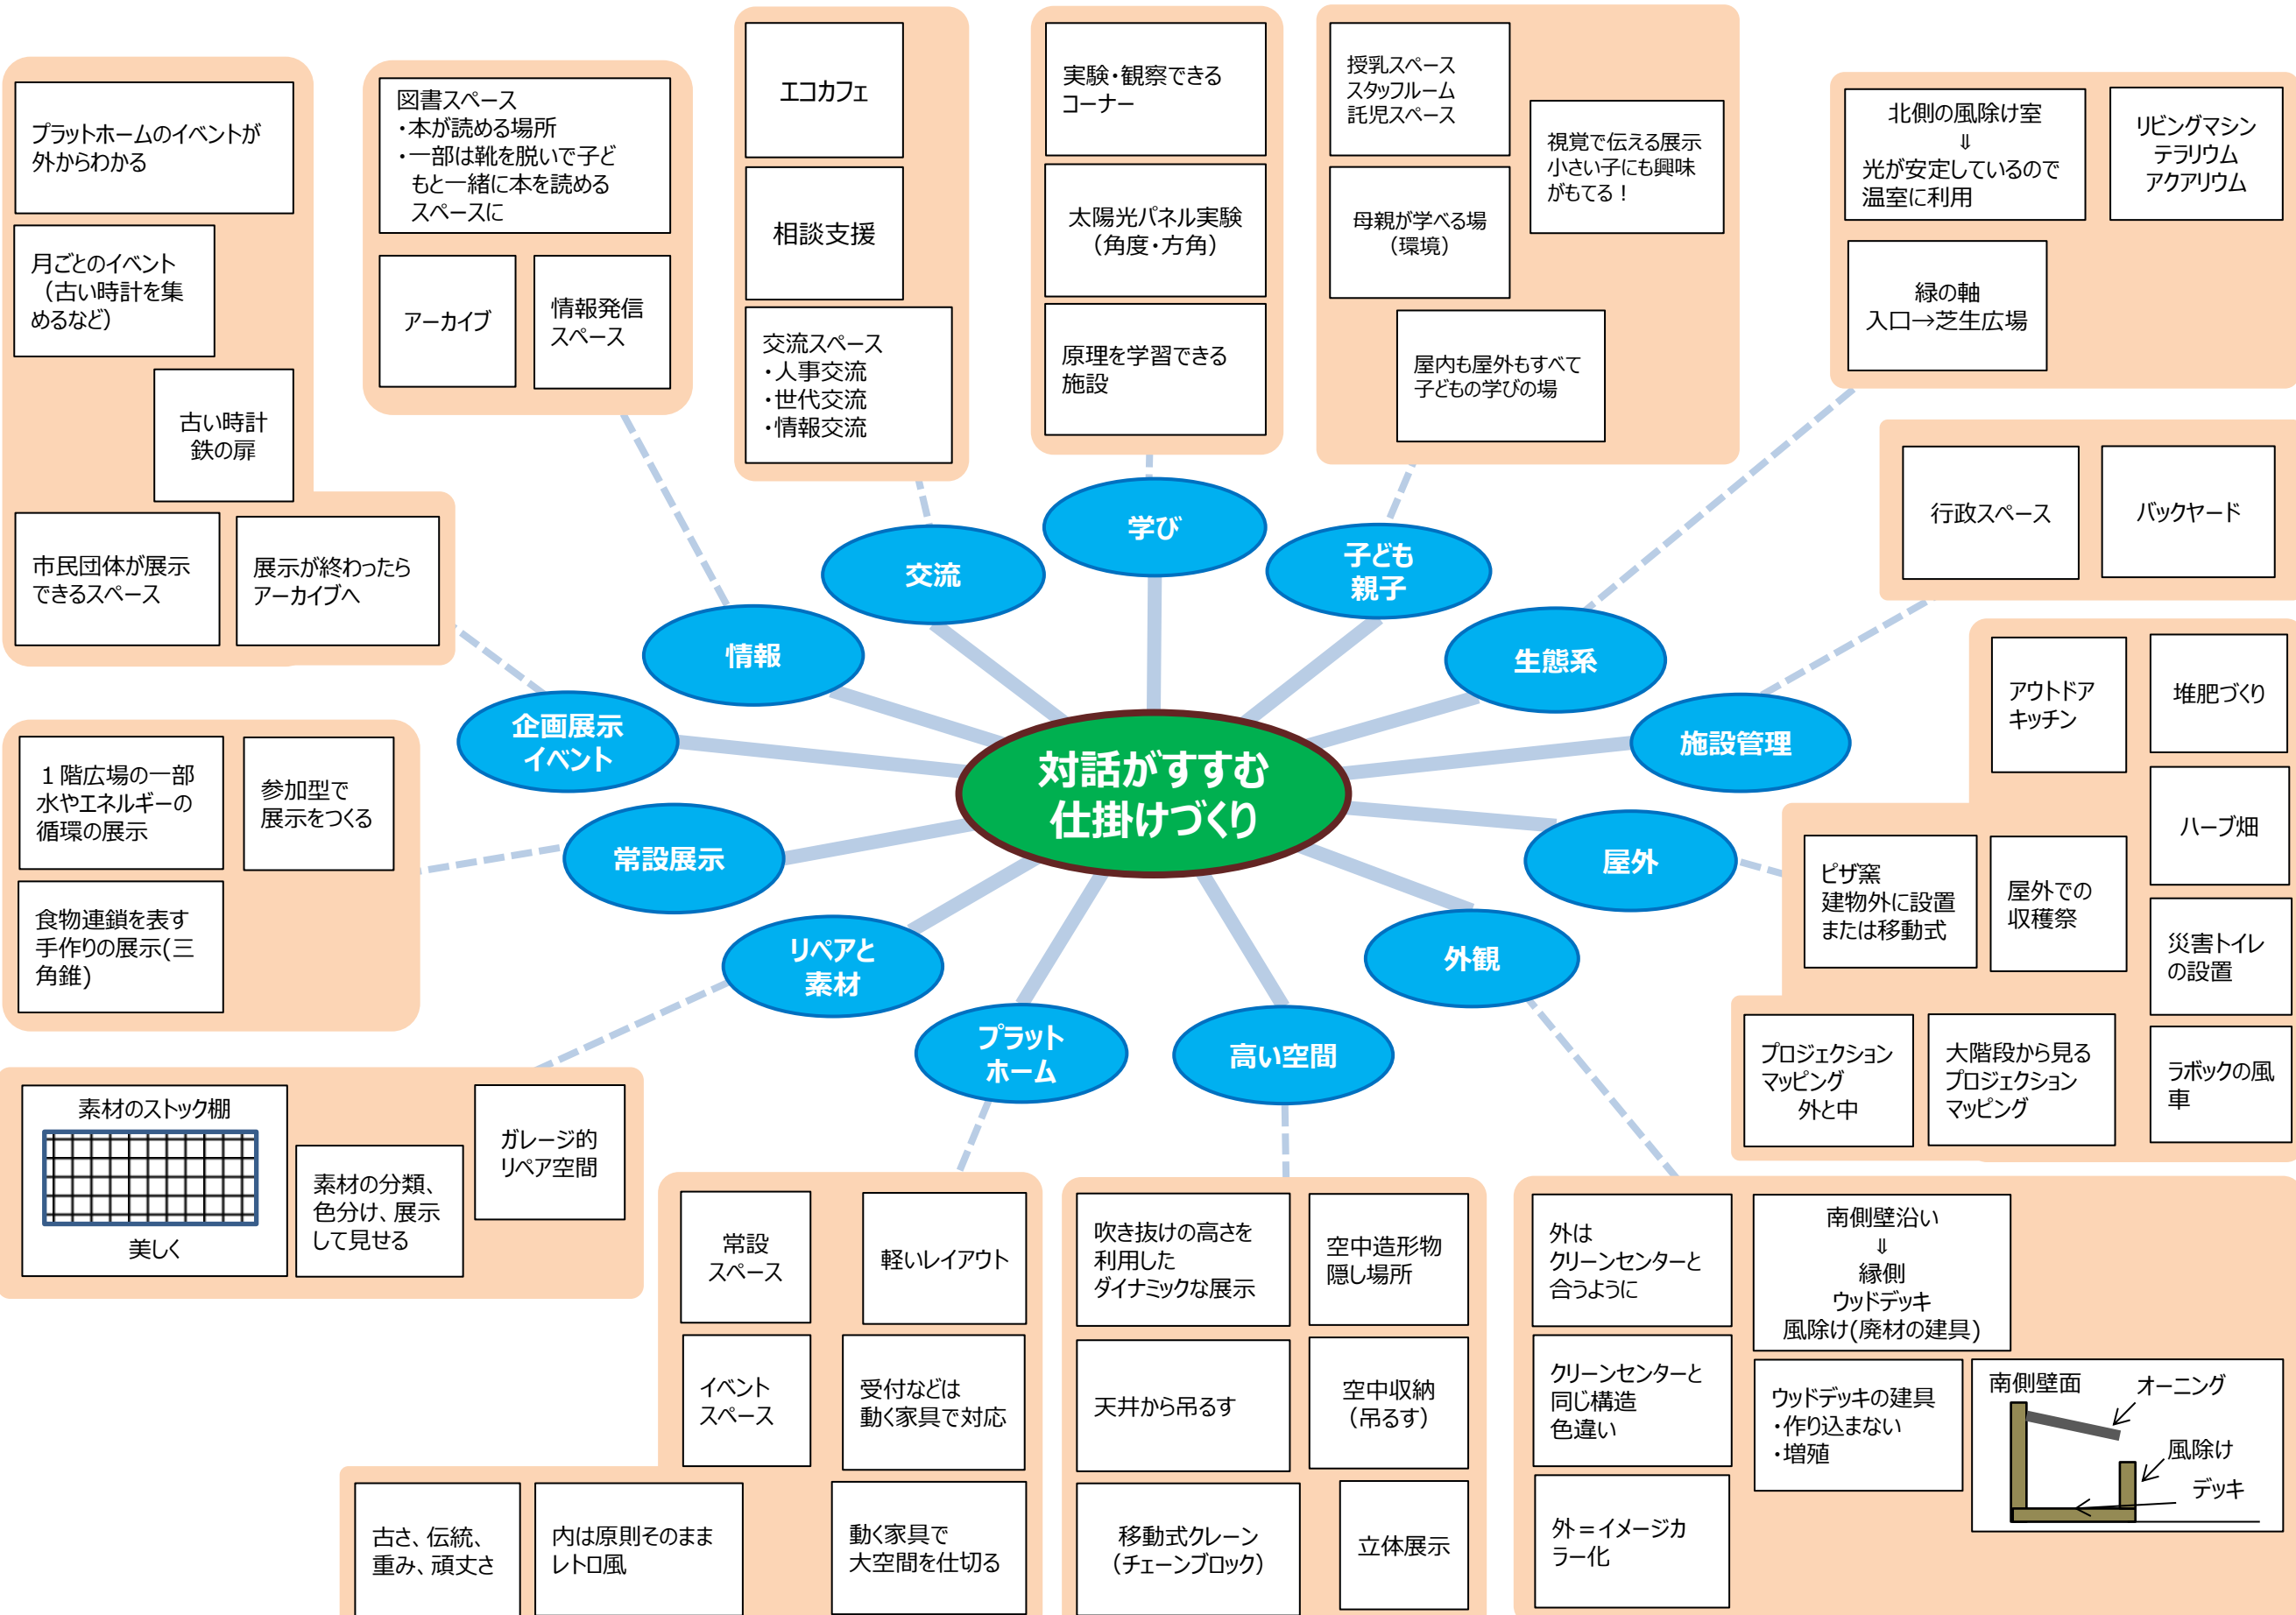 プラットホームのイベントが
外からわかる
月ごとのイベント
（古い時計を集
めるなど）
古い時計
鉄の扉
市民団体が展示
できるスペース
展示が終わったら
アーカイブへ
図書スペース
・本が読める場所
・一部は靴を脱いで子ど
もと一緒に本を読める
スペースに
アーカイブ
情報発信
スペース
エコカフェ
相談支援
交流スペース
・人事交流
・世代交流
・情報交流
実験・観察できる
コーナー
太陽光パネル実験
（角度・方角）
原理を学習できる
施設
授乳スペース
スタッフルーム
託児スペース
視覚で伝える展示
小さい子にも興味
がもてる！
母親が学べる場
（環境）
屋内も屋外もすべて
子どもの学びの場
北側の風除け室
⇓
光が安定しているので
温室に利用
リビングマシン
テラリウム
アクアリウム
緑の軸
入口→芝生広場
行政スペース
バックヤード
学び
交流
子ども
親子
情報
生態系
企画展示
イベント
施設管理
対話がすすむ
仕掛けづくり
常設展示
屋外
リペアと
素材
外観
プラット
ホーム
高い空間
１階広場の一部
水やエネルギーの
循環の展示
参加型で
展示をつくる
食物連鎖を表す
手作りの展示(三
角錐)
アウトドア
キッチン
堆肥づくり
ハーブ畑
ピザ窯
建物外に設置
または移動式
屋外での
収穫祭
災害トイレ
の設置
プロジェクション
マッピング
外と中
大階段から見る
プロジェクション
マッピング
ラボックの風
車
素材のストック棚
美しく
素材の分類、
色分け、展示
して見せる
ガレージ的
リペア空間
常設
スペース
軽いレイアウト
イベント
スペース
受付などは
動く家具で対応
古さ、伝統、
重み、頑丈さ
内は原則そのまま
レトロ風
動く家具で
大空間を仕切る
吹き抜けの高さを
利用した
ダイナミックな展示
空中造形物
隠し場所
天井から吊るす
空中収納
（吊るす）
移動式クレーン
（チェーンブロック）
立体展示
外は
クリーンセンターと
合うように
南側壁沿い
⇓
縁側
ウッドデッキ
風除け(廃材の建具)
クリーンセンターと
同じ構造
色違い
ウッドデッキの建具
・作り込まない
・増殖
南側壁面
オーニング
風除け
デッキ
外＝イメージカ
ラー化